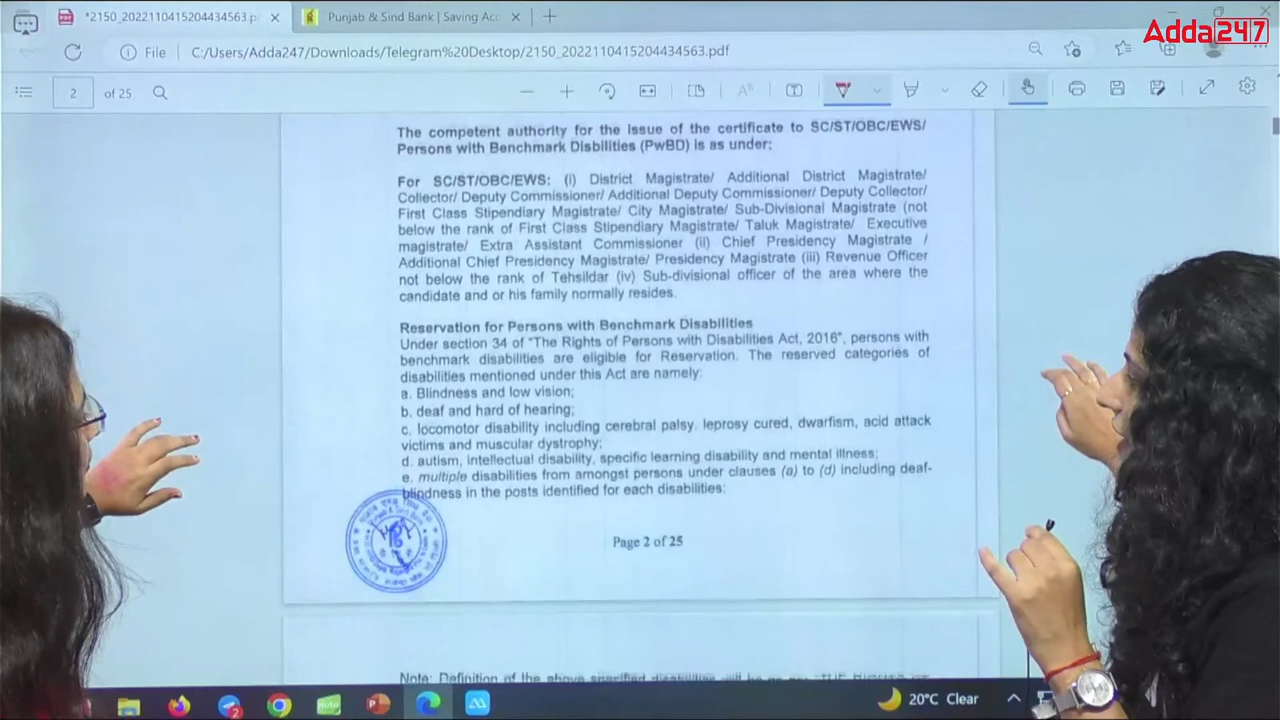 *2150_2022110415204434563.p
Punjab & Sind Bank | Saving Acc
Adda247
File
C:/Users/Adda247/Downloads/Telegram%20Desktop/2150_2022110415204434563.pdf
2
of 25
The competent authority for the issue of the certificate to SC/ST/OBC/EWS/
Persons with Benchmark Disbilities (PwBD) is as under:
For SC/ST/OBC/EWS: (i) District Magistrate/ Additional District Magistrate/
Collector/ Deputy Commissioner/ Additional Deputy Commissioner/ Deputy Collector/
First Class Stipendiary Magistrate/ City Magistrate/ Sub-Divisional Magistrate (not
below the rank of First Class Stipendiary Magistrate/ Taluk Magistrate/ Executive
magistrate/ Extra Assistant Commissioner (ii) Chief Presidency Magistrate /
Additional Chief Presidency Magistrate/ Presidency Magistrate (iii) Revenue Officer
not below the rank of Tehsildar (iv) Sub-divisional officer of the area where the
candidate and or his family normally resides.
Reservation for Persons with Benchmark Disabilities
Under section 34 of "The Rights of Persons with Disabilities Act, 2016", persons with
benchmark disabilities are eligible for Reservation. The reserved categories of
disabilities mentioned under this Act are namely:
a. Blindness and low vision;
b. deaf and hard of hearing;
c. locomotor disability including cerebral palsy. leprosy cured, dwarfism, acid attack
victims and muscular dystrophy;
d. autism, intellectual disability, specific learning disability and mental illness;
e. multiple disabilities from amongst persons under clauses (a) to (d) including deaf-
blindness in the posts identified for each disabilities:
Page 2 of 25
Note: Definition of the above specified disabilities will be as per
20°C Clear